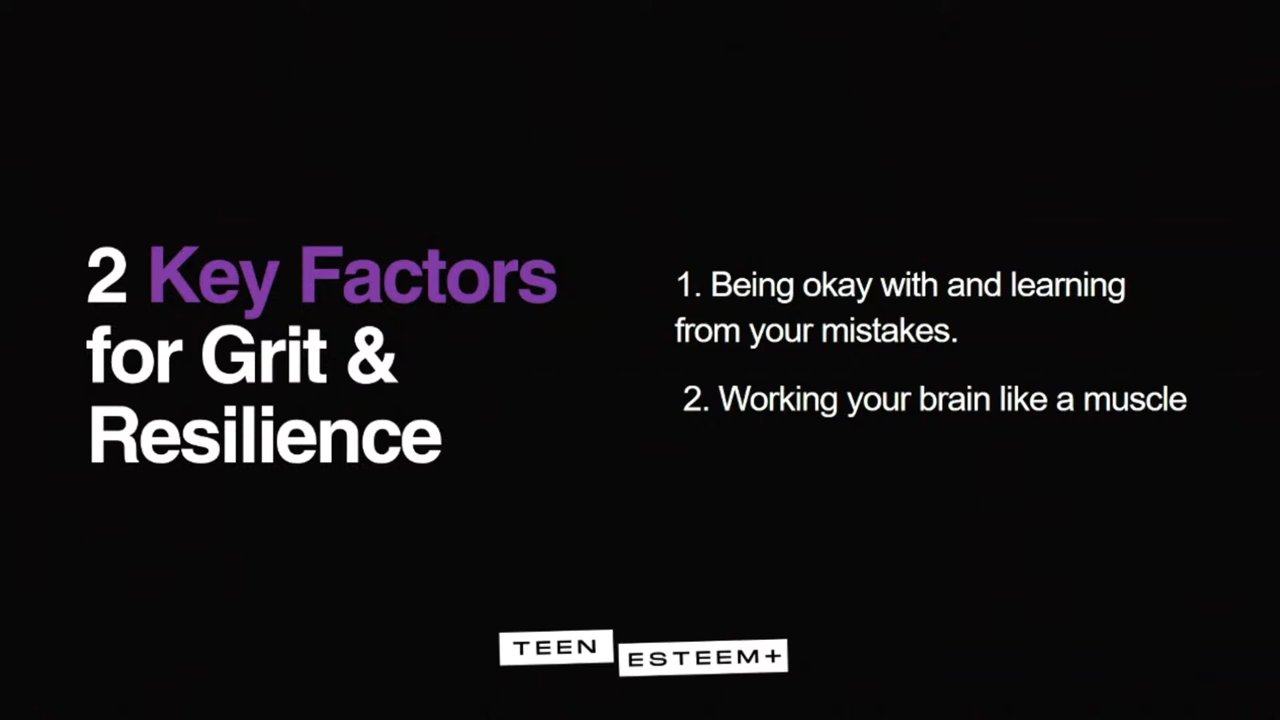 2 Key Factors
for Grit &
Resilience
1. Being okay with and learning
from your mistakes.
2. Working your brain like a muscle
TEEN ESTEEM+